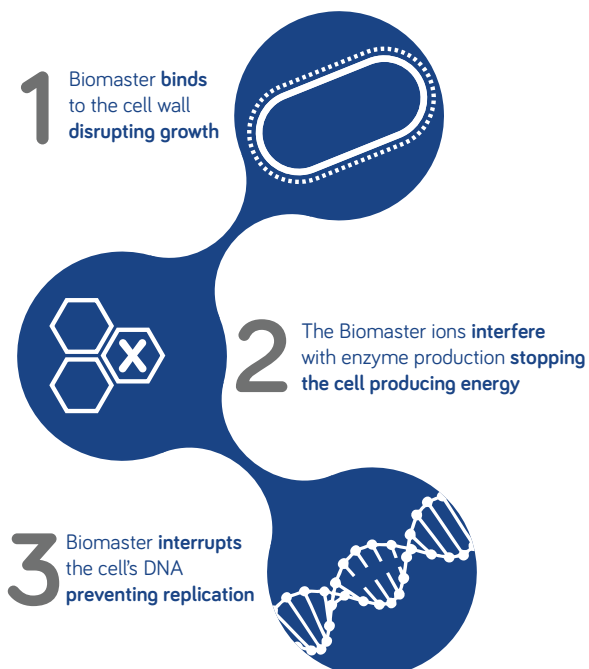 1
Biomaster binds
to the cell wall
disrupting growth
X
2
The Biomaster ions interfere
with enzyme production stopping
the cell producing energy
3
Biomaster interrupts
the cell's DNA
preventing replication